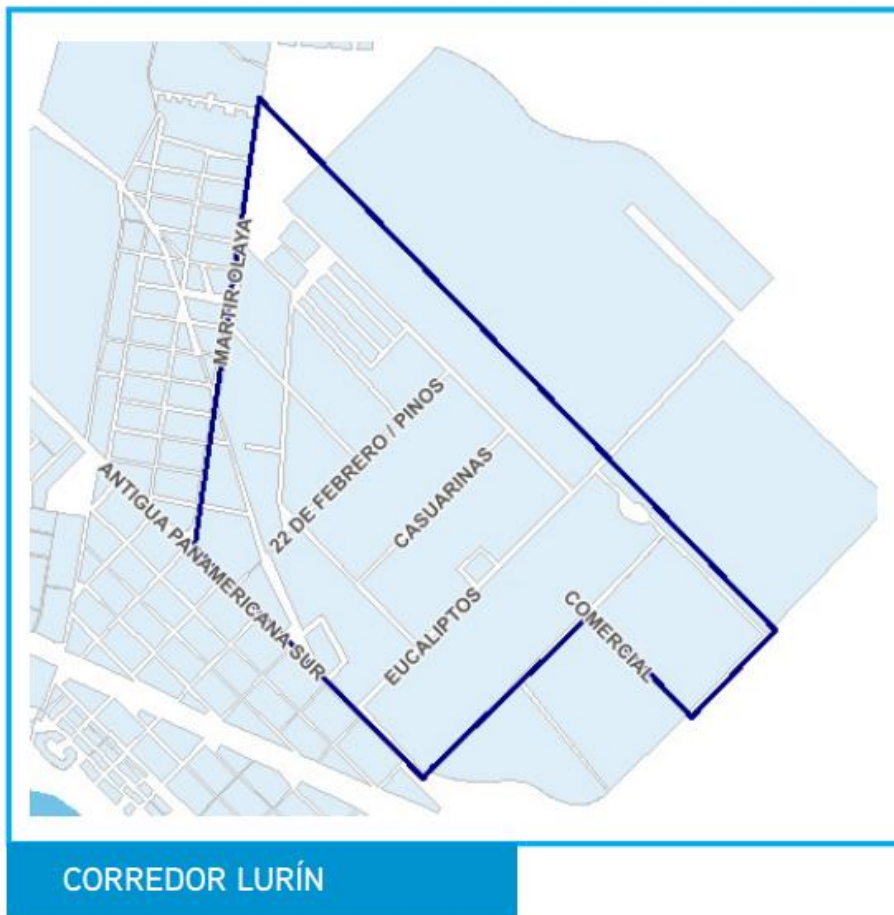 MARTIR OLAYA
22 DE FEBRERO / PINOS
CASUARINAS
ANTIGUA PANAMERICANA SUR
EUCALIPTOS
COMERCIAL
CORREDOR LURÍN